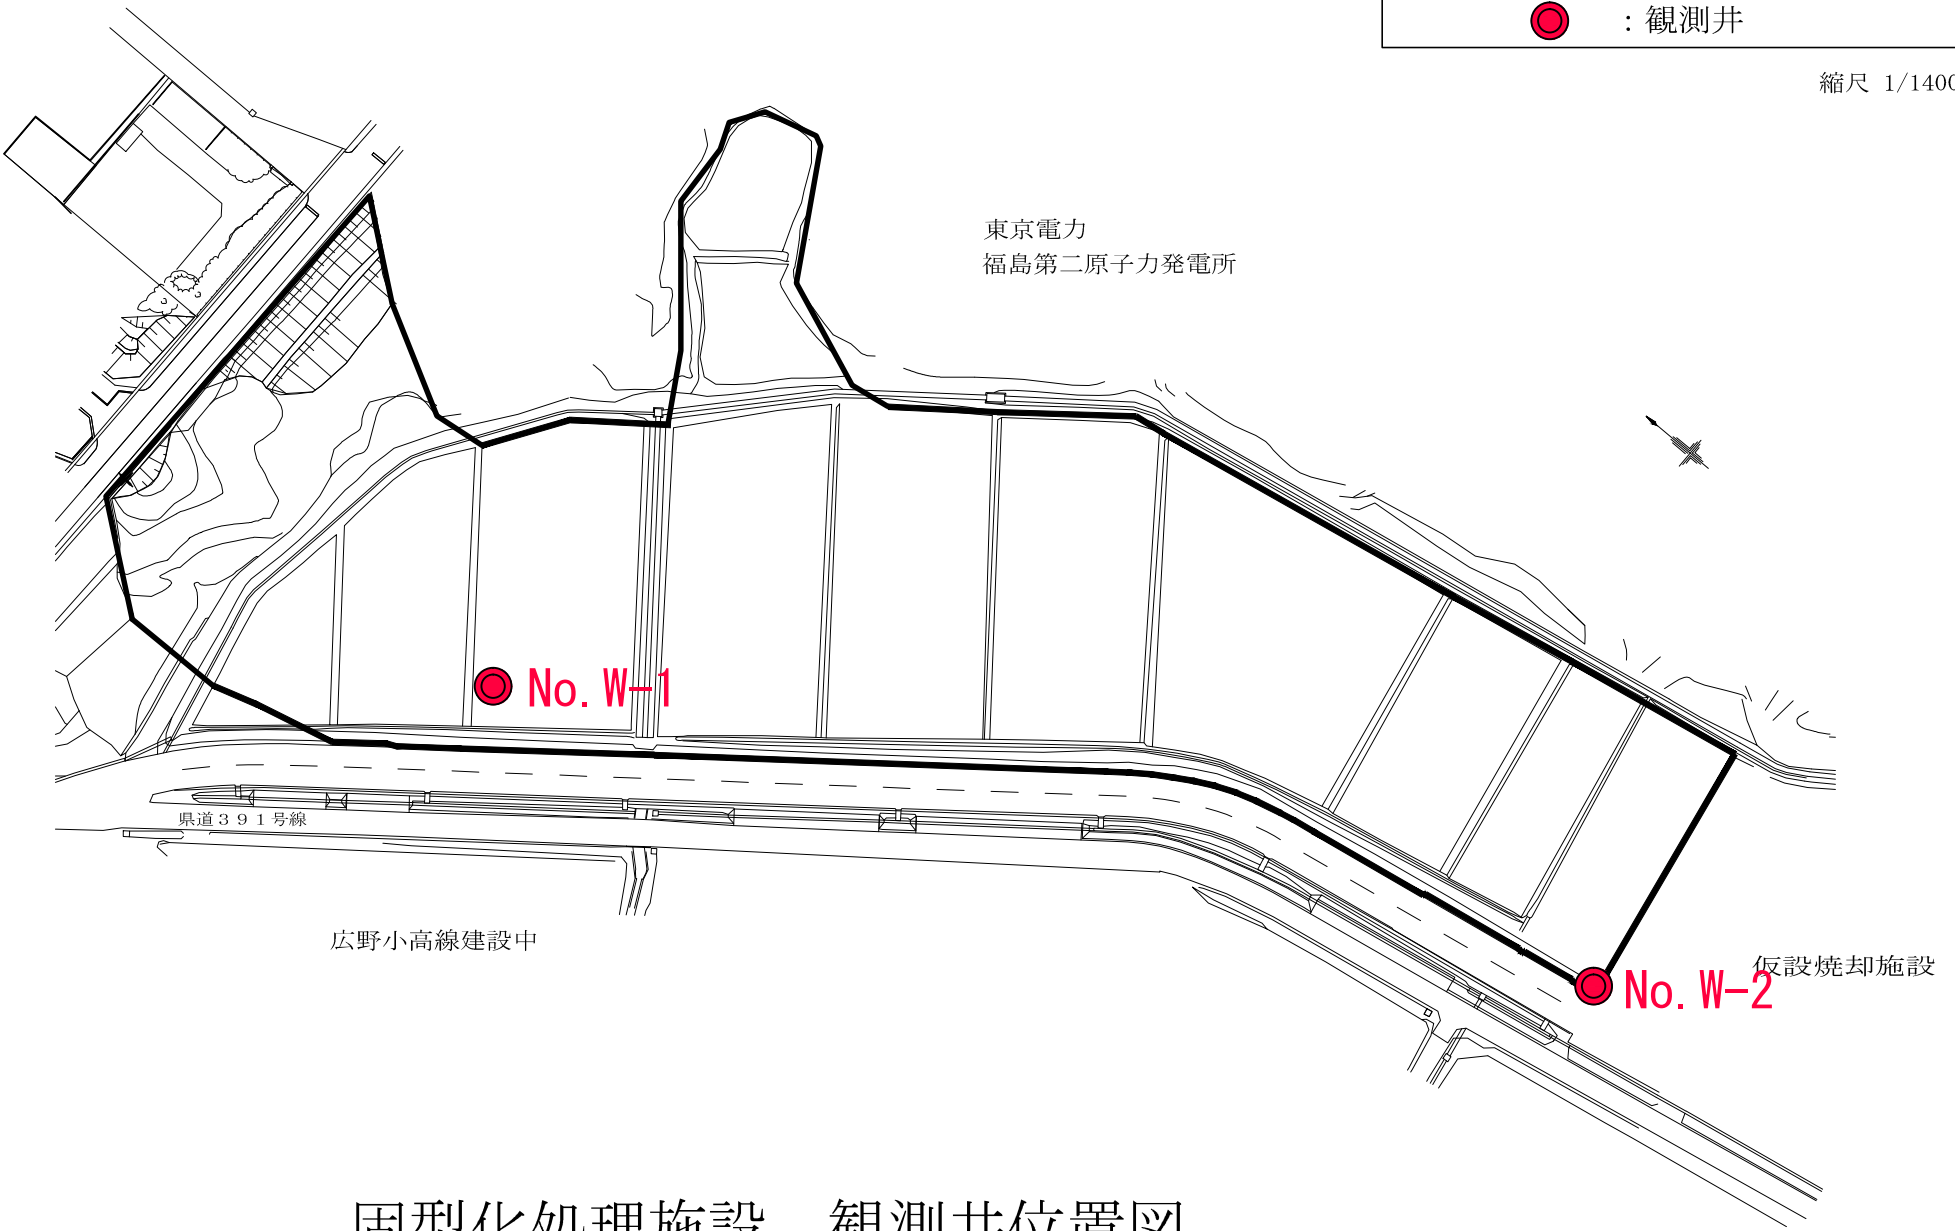 ：観測井
縮尺 1/1400
東京電力
福島第二原子力発電所
No. W-1
県道３９１号線
広野小高線建設中
仮設焼却施設
No. W-2
固型化処理施設　観測井位置図